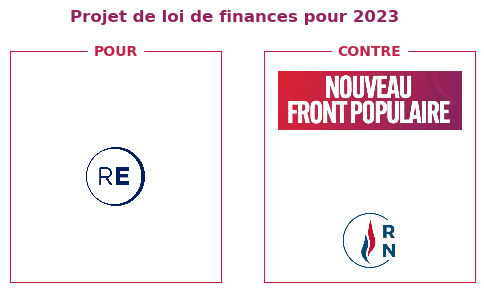 Projet de loi de finances pour 2023
POUR
CONTRE
NOUVEAU
FRONT POPULAIRE
RE
R
N